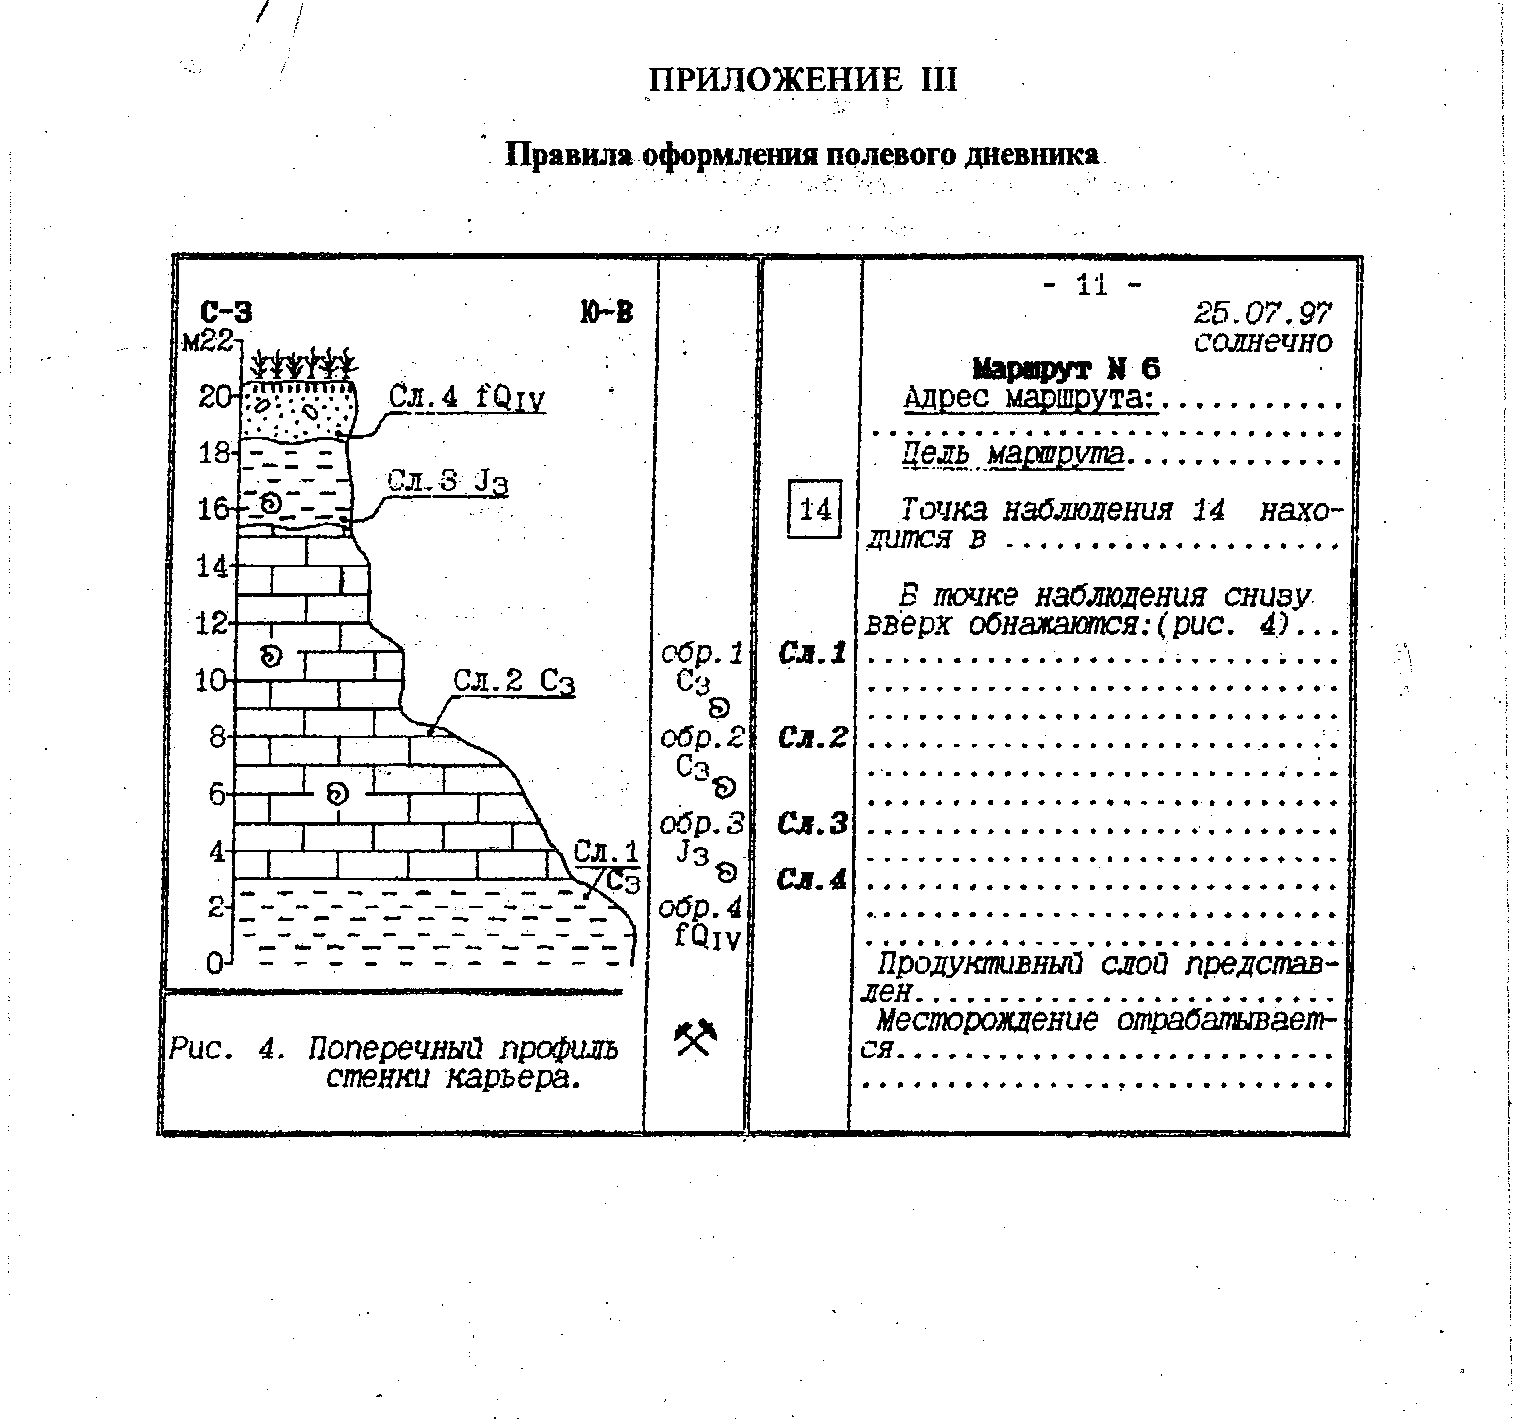 ПРИЛОЖЕНИЕ III
Правила оформления полевого дневника
С-З Ю-В
м22
20
18
16
14
12
10
8
6
4
2
0
Сл.4 fQIV
Сл.3 J3
Сл.2 C3
Сл.1
C3
Рис. 4. Поперечный профиль
стенки карьера.
обр.1
C3
обр.2
C3
обр.3
J3
обр.4
fQIV
14
Сл.1
Сл.2
Сл.3
Сл.4
- 11 -
25.07.97
солнечно
Маршрут N 6
Адрес маршрута:...........
............................
Цель маршрута.............
Точка наблюдения 14 нахо-
дится в ....................
В точке наблюдения снизу
вверх обнажаются:(рис. 4)...
............................
............................
............................
............................
............................
............................
............................
............................
............................
............................
............................
Продуктивный слой представ-
лен.........................
Месторождение отрабатывает-
ся..........................
............................